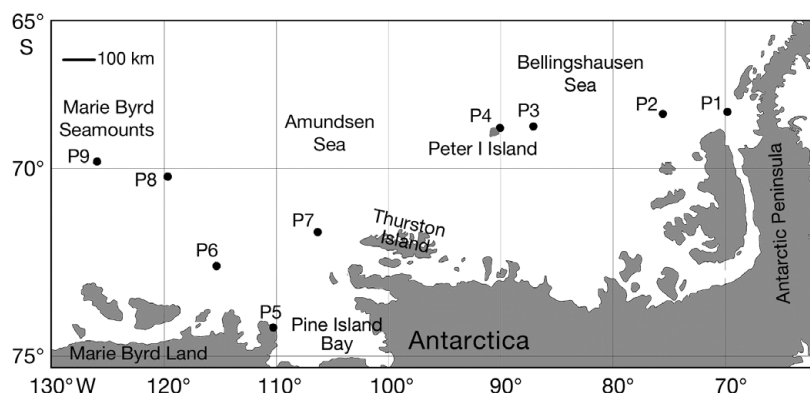 65°
S
100 km
Bellingshausen
Sea
Marie Byrd
Seamounts
Amundsen
Sea
P4
P3
P2
P1
Peter I Island
P9
P8
70°
P7
Thurston
Island
P6
Antarctic Peninsula
P5
Pine Island
Bay
Antarctica
Marie Byrd Land
75°
130°W
120°
110°
100°
90°
80°
70°